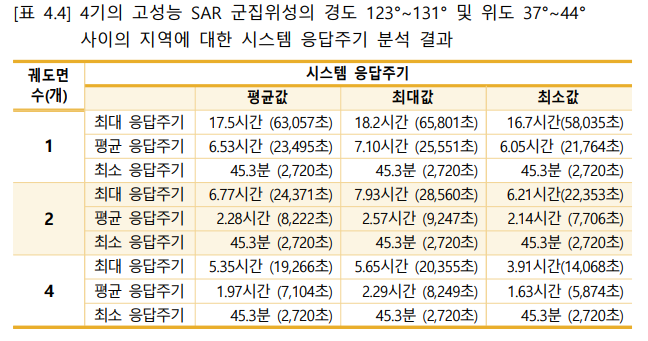 [표 4.4] 4기의 고성능 SAR 군집위성의 경도 123°~131° 및 위도 37°~44°
사이의 지역에 대한 시스템 응답주기 분석 결과
궤도면 수(개) 시스템 응답주기
평균값 최대값 최소값
최대 응답주기 17.5시간 (63,057초) 18.2시간 (65,801초) 16.7시간(58,035초)
1 평균 응답주기 6.53시간 (23,495초) 7.10시간 (25,551초) 6.05시간 (21,764초)
최소 응답주기 45.3분 (2,720초) 45.3분 (2,720초) 45.3분 (2,720초)
최대 응답주기 6.77시간 (24,371초) 7.93시간 (28,560초) 6.21시간(22,353초)
2 평균 응답주기 2.28시간 (8,222초) 2.57시간 (9,247초) 2.14시간 (7,706초)
최소 응답주기 45.3분 (2,720초) 45.3분 (2,720초) 45.3분 (2,720초)
최대 응답주기 5.35시간 (19,266초) 5.65시간 (20,355초) 3.91시간(14,068초)
4 평균 응답주기 1.97시간 (7,104초) 2.29시간 (8,249초) 1.63시간 (5,874초)
최소 응답주기 45.3분 (2,720초) 45.3분 (2,720초) 45.3분 (2,720초)